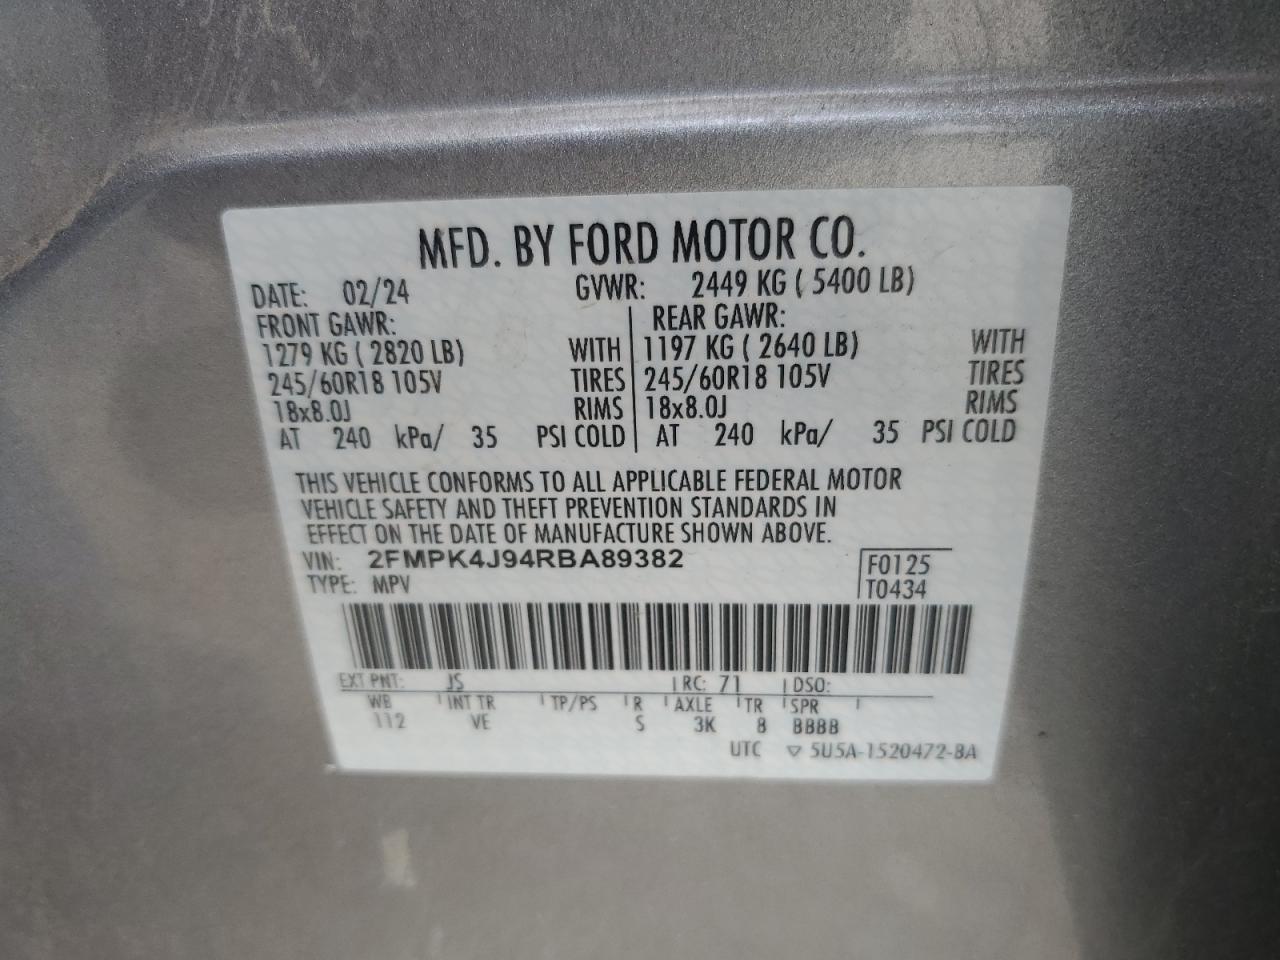 MFD. BY FORD MOTOR CO.
DATE: 02/24 GVWR: 2449 KG ( 5400 LB)
FRONT GAWR: REAR GAWR:
1279 KG ( 2820 LB) WITH 1197 KG ( 2640 LB) WITH
245/60R18 105V TIRES 245/60R18 105V TIRES
18x8.0J RIMS 18x8.0J RIMS
AT 240 kPa/ 35 PSI COLD AT 240 kPa/ 35 PSI COLD
THIS VEHICLE CONFORMS TO ALL APPLICABLE FEDERAL MOTOR
VEHICLE SAFETY AND THEFT PREVENTION STANDARDS IN
EFFECT ON THE DATE OF MANUFACTURE SHOWN ABOVE.
VIN: 2FMPK4J94RBA89382 F0125
TYPE: MPV T0434
EXT PNT: JS RC: 71 DSO:
WB INT TR TP/PS R AXLE TR SPR
112 VE S 3K 8 BBBB
UTC ▽ 5U5A-1520472-BA